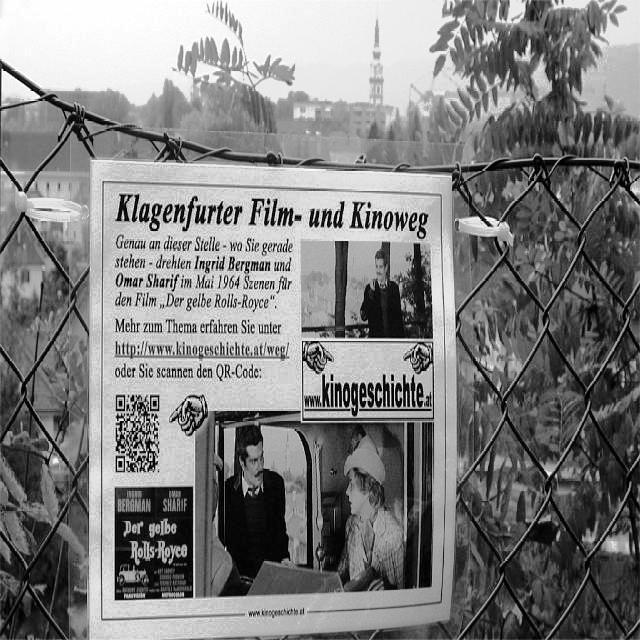 Klagenfurter Film- und Kinoweg
Genau an dieser Stelle - wo Sie gerade
stehen - drehten Ingrid Bergman und
Omar Sharif im Mai 1964 Szenen für
den Film „Der gelbe Rolls-Royce“.
Mehr zum Thema erfahren Sie unter
http://www.kinogeschichte.at/weg/
oder Sie scannen den QR-Code:
www.kinogeschichte.at
INGRID OMAR
BERGMAN SHARIF
Der gelbe
Rolls-Royce
www.kinogeschichte.at